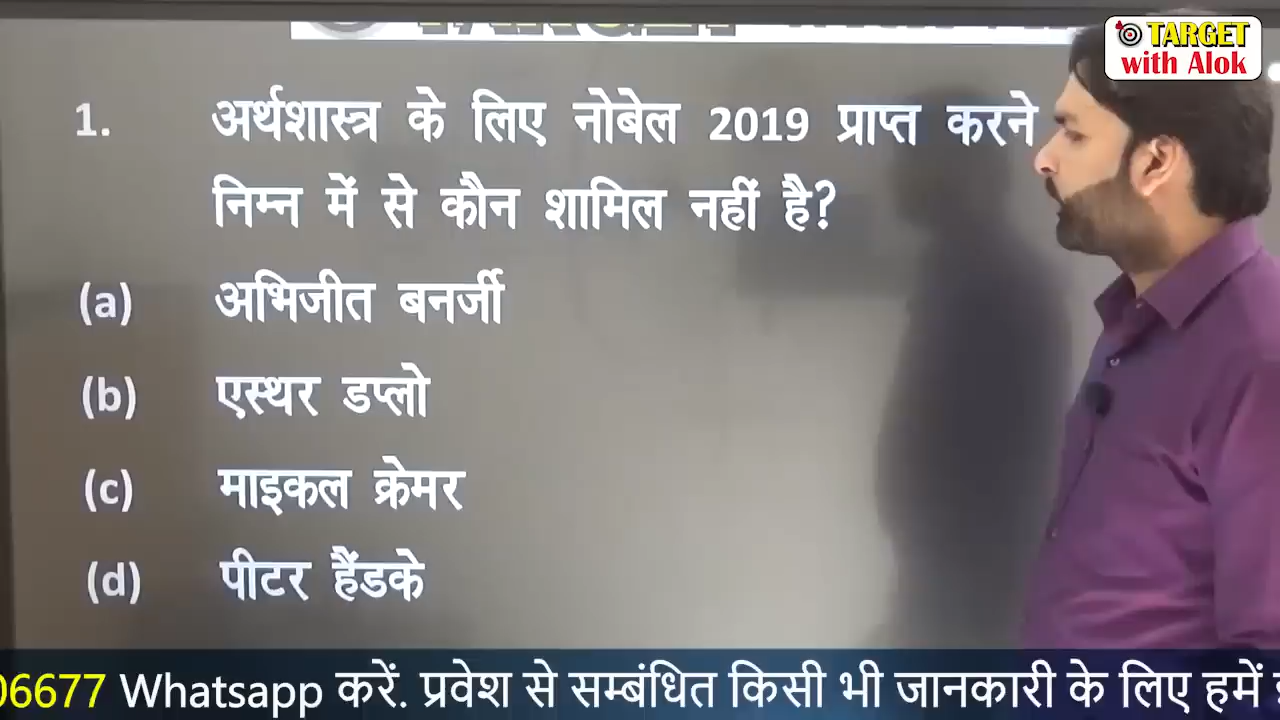 TARGET
with Alok
1. अर्थशास्त्र के लिए नोबेल 2019 प्राप्त करने
निम्न में से कौन शामिल नहीं है?
(a) अभिजीत बनर्जी
(b) एस्थर डप्लो
(c) माइकल क्रेमर
(d) पीटर हैंडके
06677 Whatsapp करें. प्रवेश से सम्बंधित किसी भी जानकारी के लिए हमें